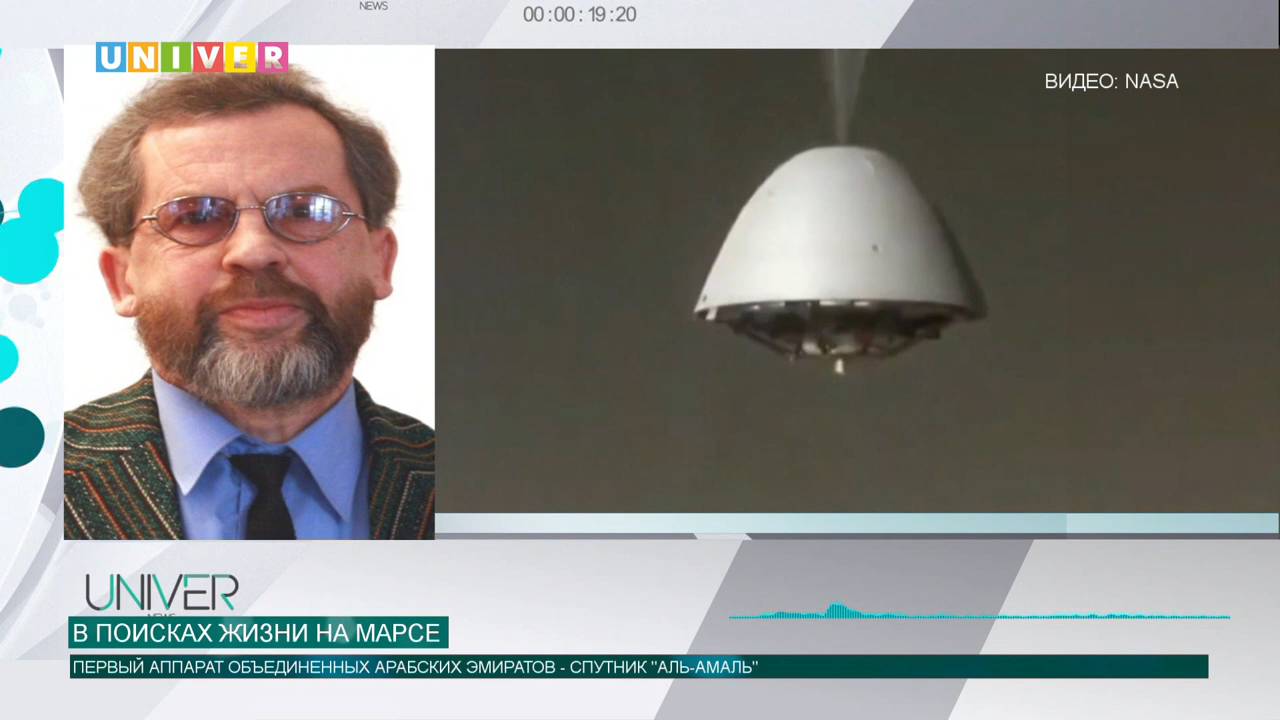 NEWS
00:00:19:20
UNIVER
ВИДЕО: NASA
UNIVER
В ПОИСКАХ ЖИЗНИ НА МАРСЕ
ПЕРВЫЙ АППАРАТ ОБЪЕДИНЕННЫХ АРАБСКИХ ЭМИРАТОВ - СПУТНИК "АЛЬ-АМАЛЬ"